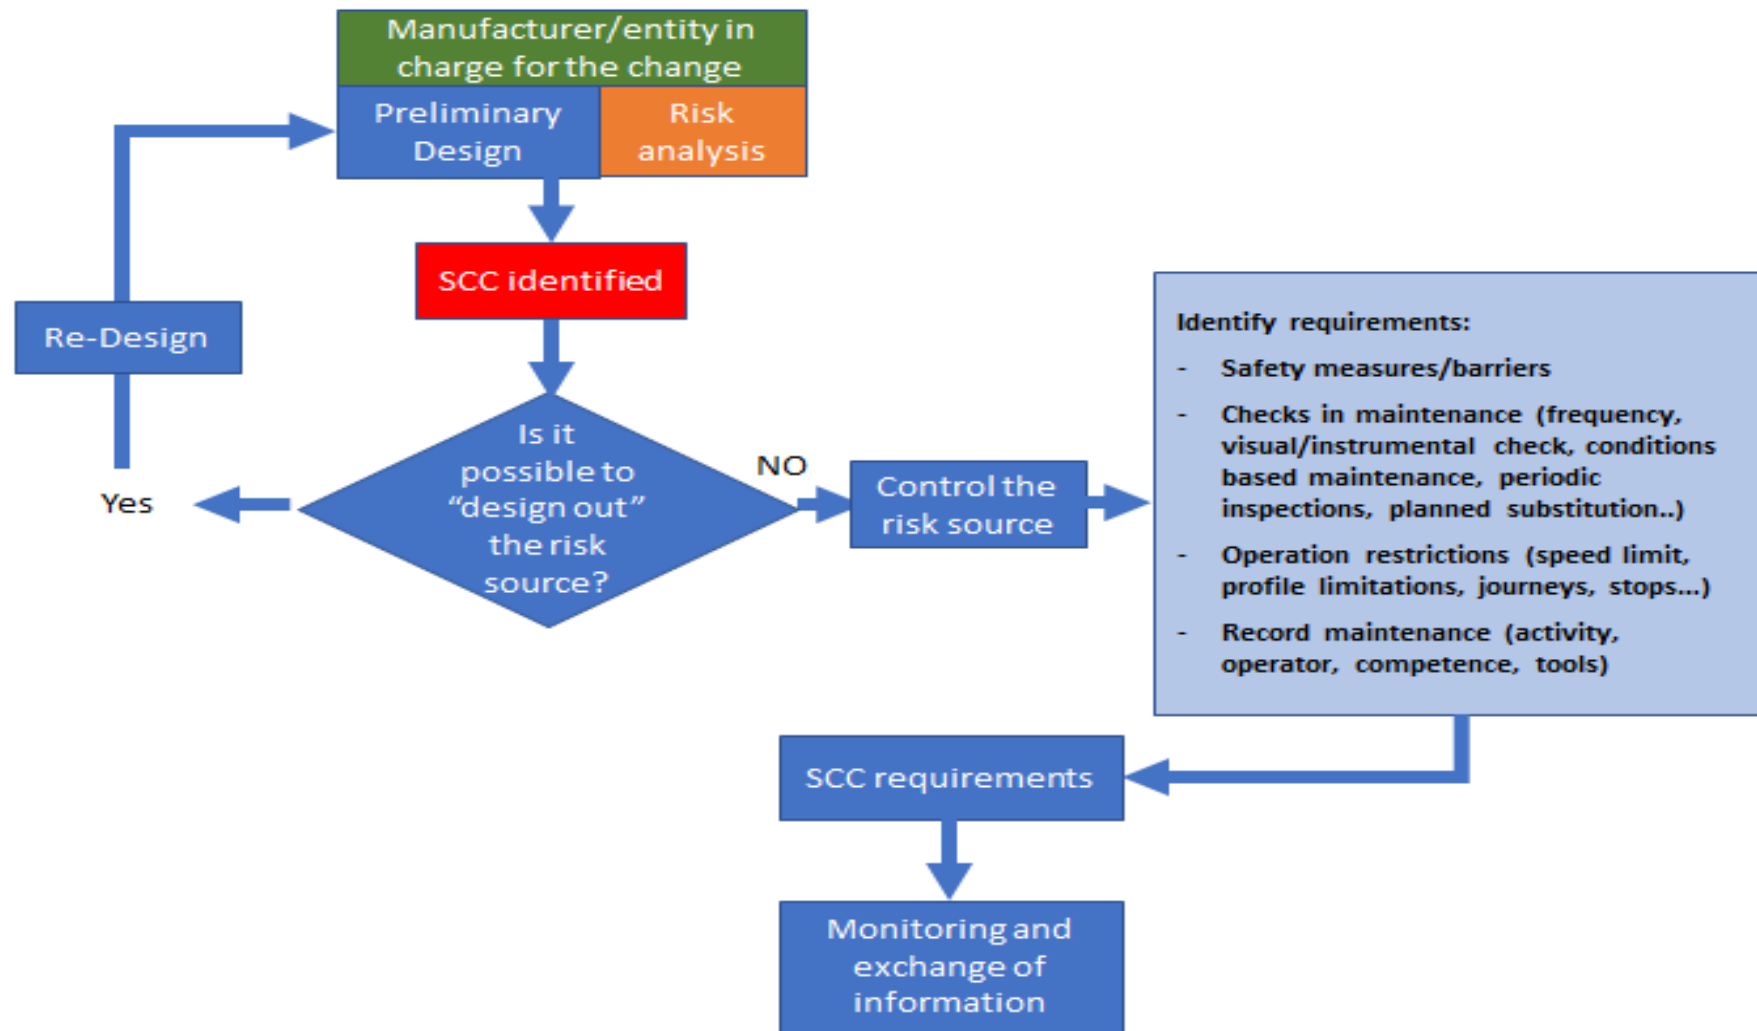 Manufacturer/entity in
charge for the change
Preliminary
Design
Risk
analysis
SCC identified
Re-Design
Is it
possible to
“design out”
the risk
source?
Yes
NO
Control the
risk source
Identify requirements:
- Safety measures/barriers
- Checks in maintenance (frequency,
visual/instrumental check, conditions
based maintenance, periodic
inspections, planned substitution..)
- Operation restrictions (speed limit,
profile limitations, journeys, stops...)
- Record maintenance (activity,
operator, competence, tools)
SCC requirements
Monitoring and
exchange of
information